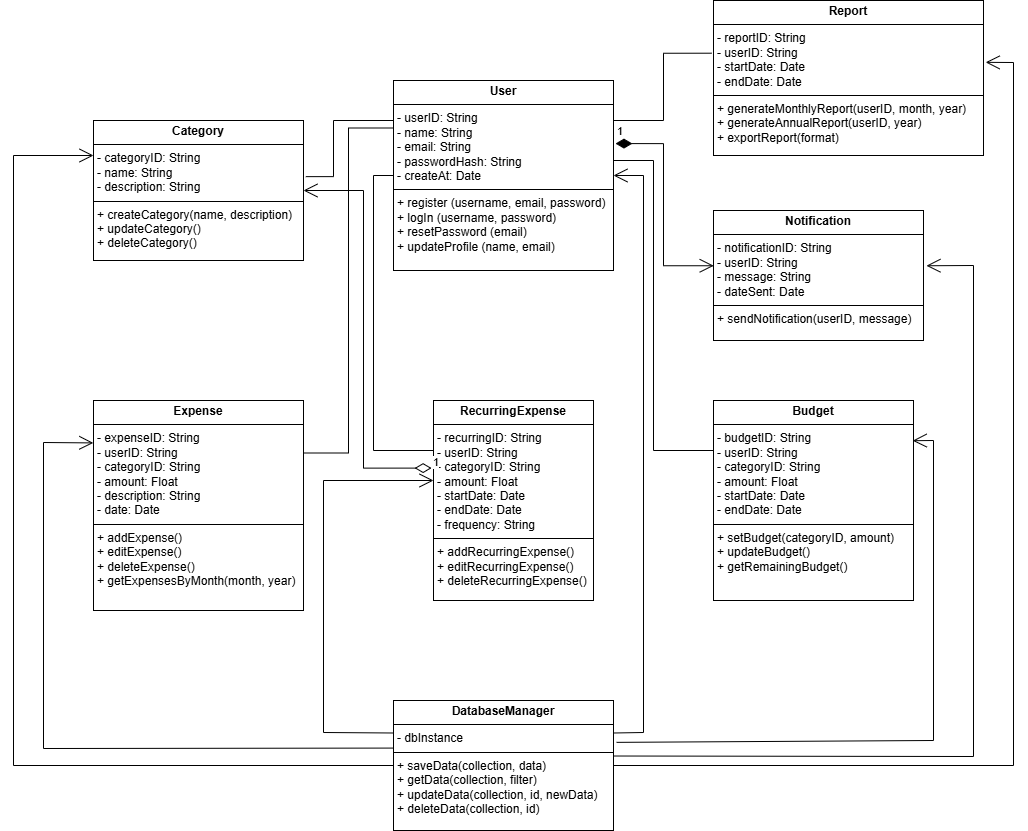 Report
- reportID: String
- userID: String
- startDate: Date
- endDate: Date
+ generateMonthlyReport(userID, month, year)
+ generateAnnualReport(userID, year)
+ exportReport(format)
User
- userID: String
- name: String
- email: String
- passwordHash: String
- createAt: Date
+ register (username, email, password)
+ logIn (username, password)
+ resetPassword (email)
+ updateProfile (name, email)
1
Category
- categoryID: String
- name: String
- description: String
+ createCategory(name, description)
+ updateCategory()
+ deleteCategory()
Notification
- notificationID: String
- userID: String
- message: String
- dateSent: Date
+ sendNotification(userID, message)
Expense
- expenseID: String
- userID: String
- categoryID: String
- amount: Float
- description: String
- date: Date
+ addExpense()
+ editExpense()
+ deleteExpense()
+ getExpensesByMonth(month, year)
RecurringExpense
- recurringID: String
- userID: String
1
- categoryID: String
- amount: Float
- startDate: Date
- endDate: Date
- frequency: String
+ addRecurringExpense()
+ editRecurringExpense()
+ deleteRecurringExpense()
Budget
- budgetID: String
- userID: String
- categoryID: String
- amount: Float
- startDate: Date
- endDate: Date
+ setBudget(categoryID, amount)
+ updateBudget()
+ getRemainingBudget()
DatabaseManager
- dbInstance
+ saveData(collection, data)
+ getData(collection, filter)
+ updateData(collection, id, newData)
+ deleteData(collection, id)